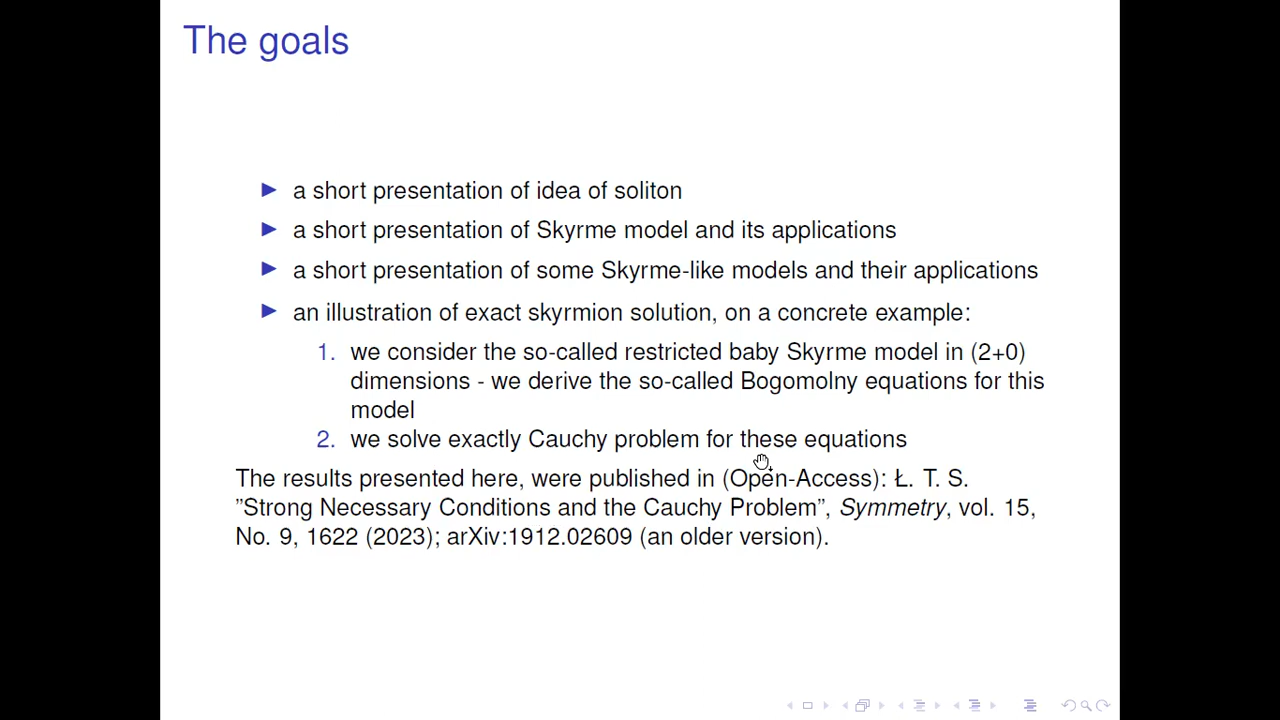 The goals
a short presentation of idea of soliton
a short presentation of Skyrme model and its applications
a short presentation of some Skyrme-like models and their applications
an illustration of exact skyrmion solution, on a concrete example:
1. we consider the so-called restricted baby Skyrme model in (2+0)
dimensions - we derive the so-called Bogomolny equations for this
model
2. we solve exactly Cauchy problem for these equations
The results presented here, were published in (Open-Access): Ł. T. S.
”Strong Necessary Conditions and the Cauchy Problem”, Symmetry, vol. 15,
No. 9, 1622 (2023); arXiv:1912.02609 (an older version).